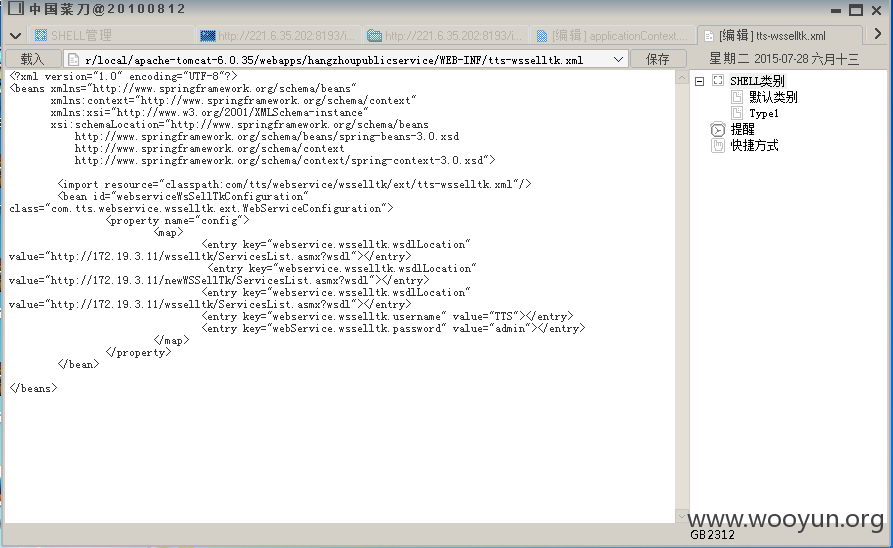 中国菜刀@20100812
SHELL管理
http://221.6.35.202:8193/i...
http://221.6.35.202:8193/i...
[编辑] applicationContext....
[编辑] tts-wsselltk.xml
载入
r/local/apache-tomcat-6.0.35/webapps/hangzhoupublicservice/WEB-INF/tts-wsselltk.xml
保存
星期二 2015-07-28 六月十三
<?xml version="1.0" encoding="UTF-8"?>
<beans xmlns="http://www.springframework.org/schema/beans"
xmlns:context="http://www.springframework.org/schema/context"
xmlns:xsi="http://www.w3.org/2001/XMLSchema-instance"
xsi:schemaLocation="http://www.springframework.org/schema/beans
http://www.springframework.org/schema/beans/spring-beans-3.0.xsd
http://www.springframework.org/schema/context
http://www.springframework.org/schema/context/spring-context-3.0.xsd">
<import resource="classpath:com/tts/webservice/wsselltk/ext/tts-wsselltk.xml"/>
<bean id="webserviceWsSellTkConfiguration"
class="com.tts.webservice.wsselltk.ext.WebServiceConfiguration">
<property name="config">
<map>
<entry key="webservice.wsselltk.wsdlLocation"
value="http://172.19.3.11/wsselltk/ServicesList.asmx?wsdl"></entry>
<entry key="webservice.wsselltk.wsdlLocation"
value="http://172.19.3.11/newWSSellTk/ServicesList.asmx?wsdl"></entry>
<entry key="webservice.wsselltk.wsdlLocation"
value="http://172.19.3.11/wsselltk/ServicesList.asmx?wsdl"></entry>
<entry key="webservice.wsselltk.username" value="TTS"></entry>
<entry key="webService.wsselltk.password" value="admin"></entry>
</map>
</property>
</bean>
</beans>
SHELL类别
默认类别
Type1
提醒
快捷方式
www.wooyun.org
GB2312